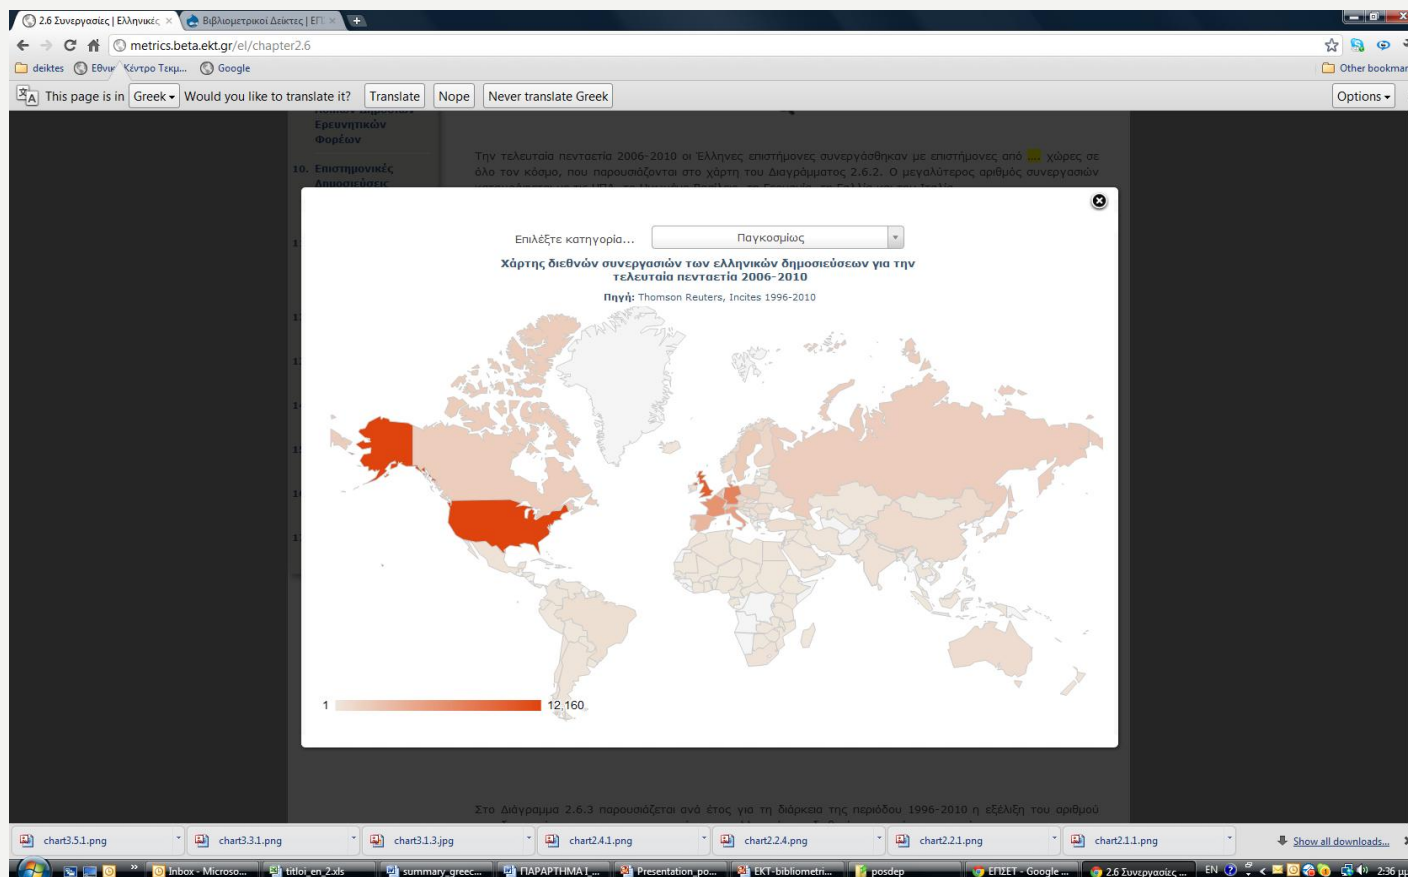 2.6 Συνεργασίες | Ελληνικές
Βιβλιομετρικοί Δείκτες | ΕΠ
metrics.beta.ekt.gr/el/chapter2.6
deiktes
Κέντρο Τεκμ...
Google
Other bookmar
This page is in Greek Would you like to translate it? Translate Nope Never translate Greek Options
Ερευνητικών
Φορέων
10. Επιστημονικές
Δημοσιεύσεις
Την τελευταία πενταετία 2006-2010 οι Έλληνες επιστήμονες συνεργάσθηκαν με επιστήμονες από ... χώρες σε
όλο τον κόσμο, που παρουσιάζονται στο χάρτη του Διαγράμματος 2.6.2. Ο μεγαλύτερος αριθμός συνεργασιών
Επιλέξτε κατηγορία... Παγκοσμίως
Χάρτης διεθνών συνεργασιών των ελληνικών δημοσιεύσεων για την
τελευταία πενταετία 2006-2010
Πηγή: Thomson Reuters, Incites 1996-2010
1 12,160
Στο Διάγραμμα 2.6.3 παρουσιάζεται ανά έτος για τη διάρκεια της περιόδου 1996-2010 η εξέλιξη του αριθμού
chart3.5.1.png chart3.3.1.png chart3.1.3.jpg chart2.4.1.png chart2.2.4.png chart2.2.1.png chart2.1.1.png Show all downloads...
Inbox - Microso... titloi_en_2.xls summary_greec... ΠΑΡΑΡΤΗΜΑ Ι_... Presentation_po... EKT-bibliometri... posdep ΕΠΣΕΤ - Google ... 2.6 Συνεργασίες ... EN 2:36 μμ